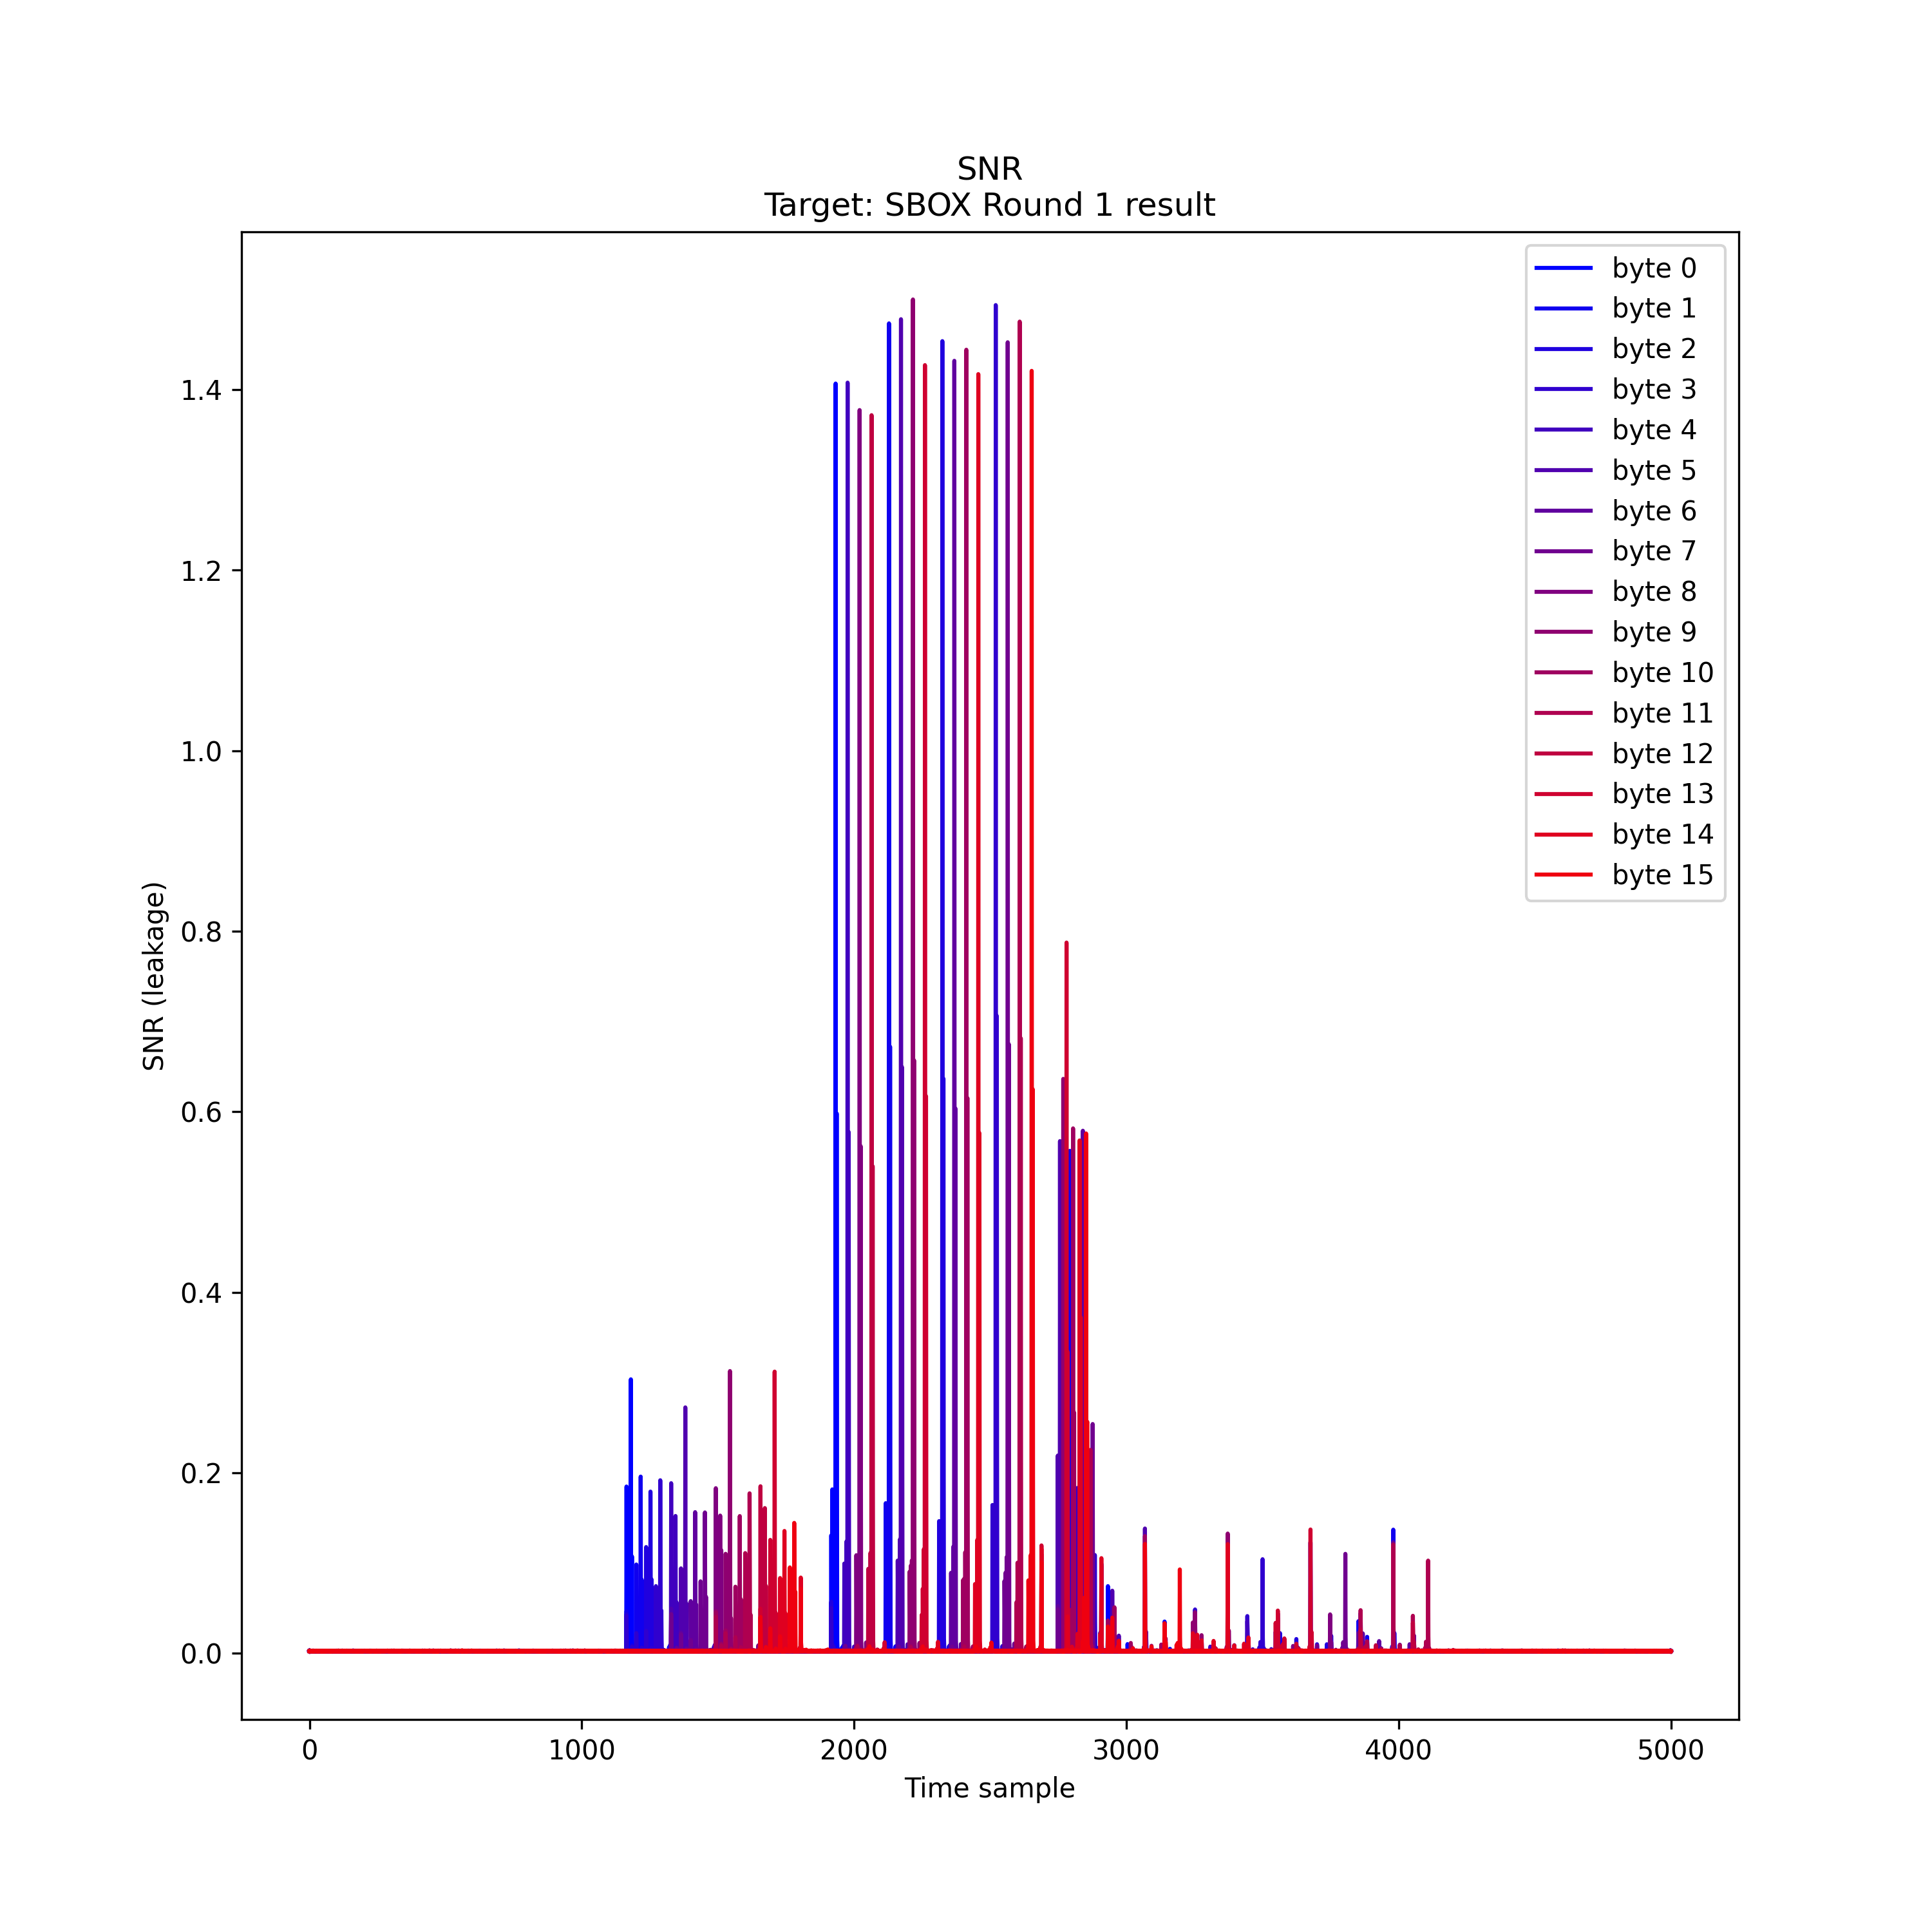 SNR
Target: SBOX Round 1 result
SNR (leakage)
1.4
1.2
1.0
0.8
0.6
0.4
0.2
0.0
0 1000 2000 3000 4000 5000
Time sample
byte 0
byte 1
byte 2
byte 3
byte 4
byte 5
byte 6
byte 7
byte 8
byte 9
byte 10
byte 11
byte 12
byte 13
byte 14
byte 15